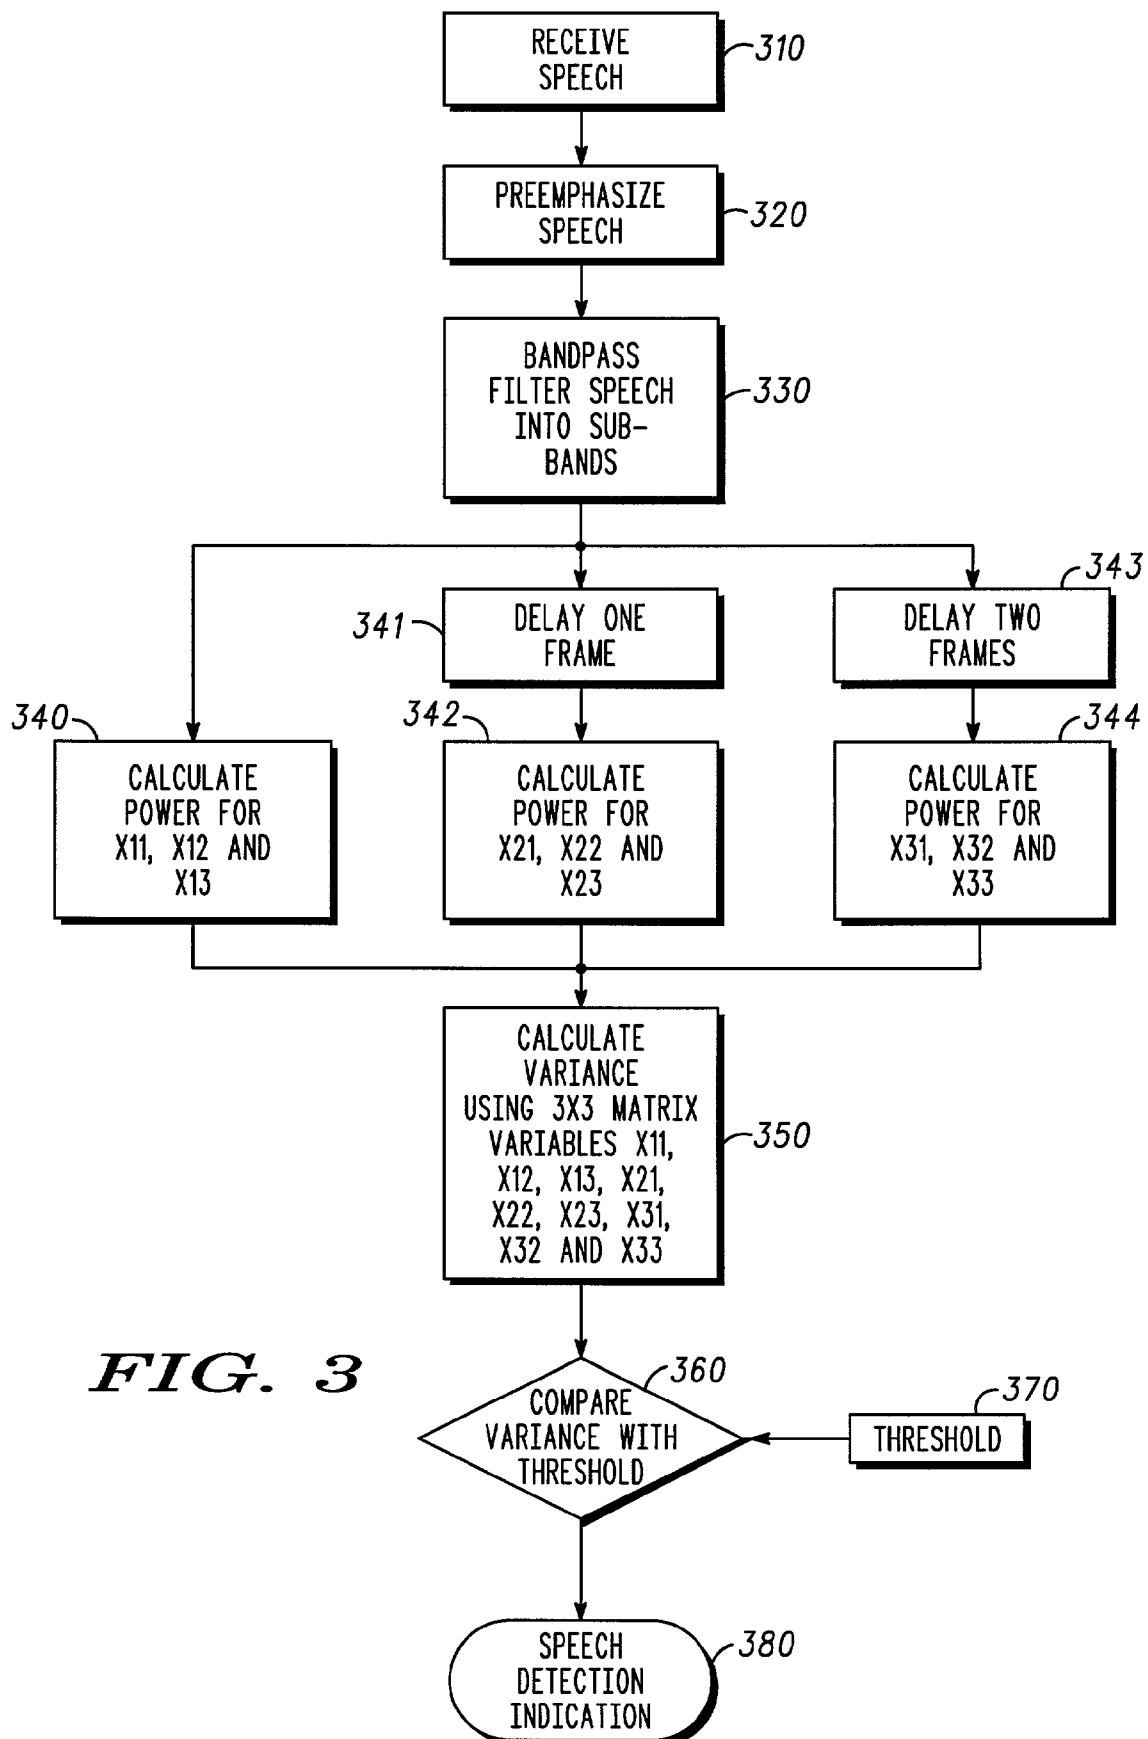 RECEIVE
SPEECH
310
PREEMPHASIZE
SPEECH
320
BANDPASS
FILTER SPEECH
INTO SUB-
BANDS
330
341
DELAY ONE
FRAME
343
DELAY TWO
FRAMES
340
CALCULATE
POWER FOR
X11, X12 AND
X13
342
CALCULATE
POWER FOR
X21, X22 AND
X23
344
CALCULATE
POWER FOR
X31, X32 AND
X33
CALCULATE
VARIANCE
USING 3X3 MATRIX
VARIABLES X11,
X12, X13, X21,
X22, X23, X31,
X32 AND X33
350
FIG. 3
360
COMPARE
VARIANCE WITH
THRESHOLD
370
THRESHOLD
SPEECH
DETECTION
INDICATION
380